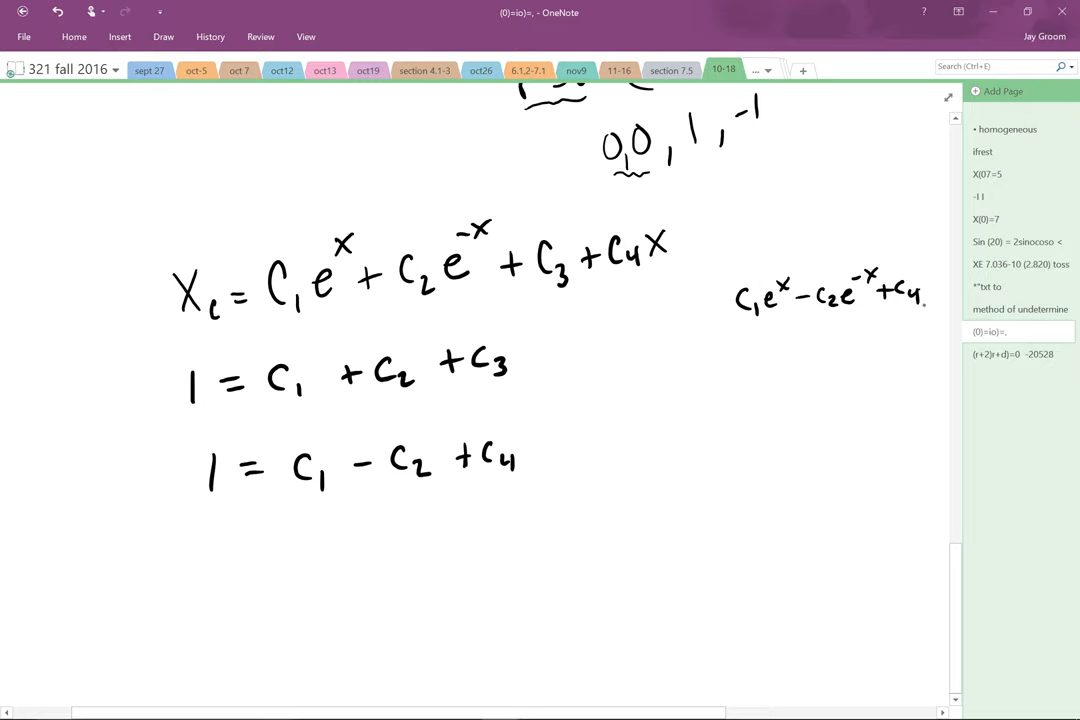 (0)=io)=, - OneNote
?
File Home Insert Draw History Review View
Jay Groom
321 fall 2016
sept 27 oct-5 oct 7 oct12 oct13 oct19 section 4.1-3 oct26 6.1,2-7.1 nov9 11-16 section 7.5 10-18 ... +
Search (Ctrl+E)
Add Page
• homogeneous
ifrest
X(07=5
-I I
X(0)=7
Sin (20) = 2sinocoso <
XE 7.036-10 (2.820) toss
*"txt to
method of undetermine
(0)=io)=,
(r+2)r+d)=0 -20528
0,0, 1, -1
X_c = C_1 e^x + C_2 e^-x + C_3 + C_4 X
C_1 e^x - C_2 e^-x + C_4
1 = C_1 + C_2 + C_3
1 = C_1 - C_2 + C_4